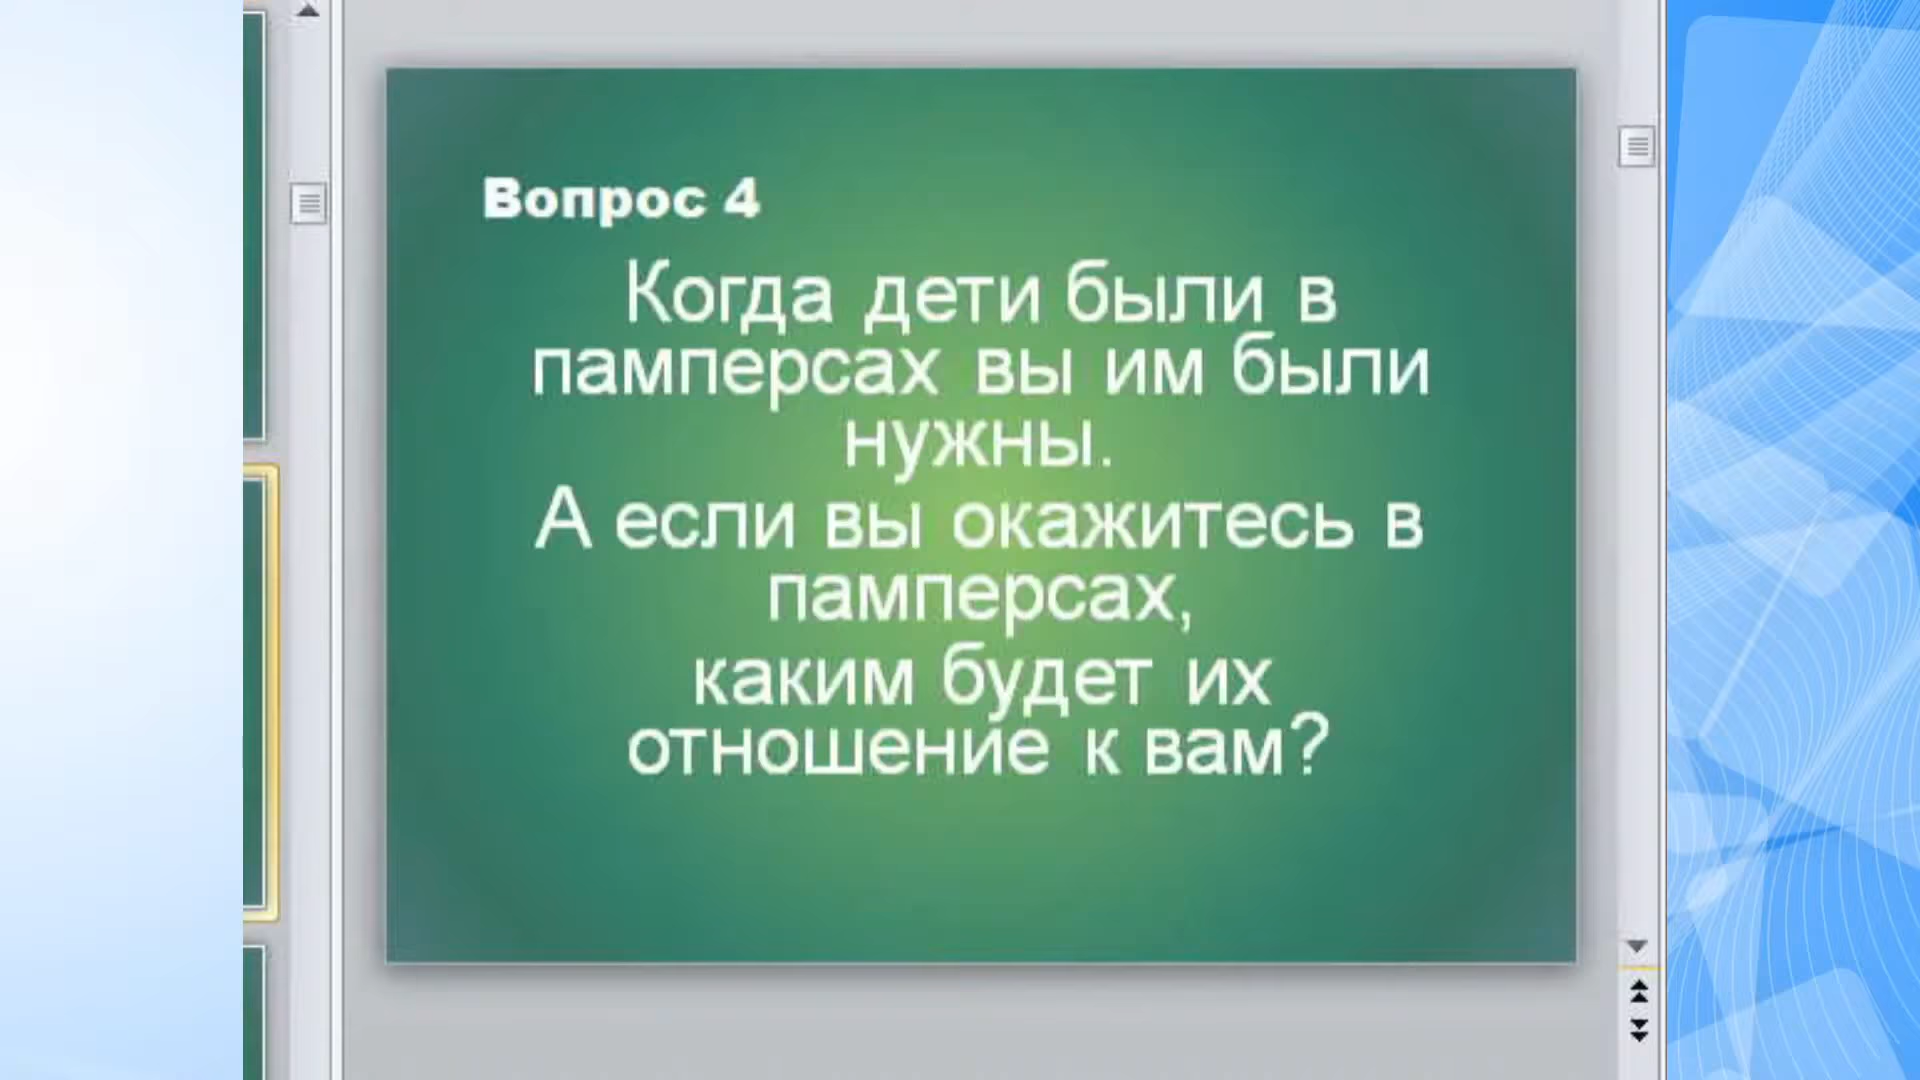 Вопрос 4
Когда дети были в
памперсах вы им были
нужны.
А если вы окажитесь в
памперсах,
каким будет их
отношение к вам?